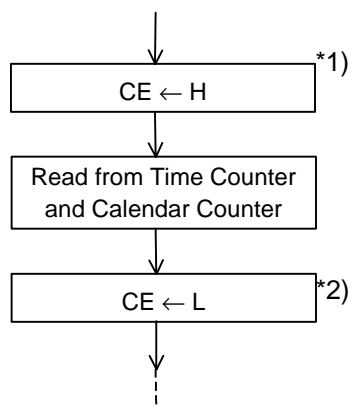 *1)
CE ← H
Read from Time Counter
and Calendar Counter
*2)
CE ← L